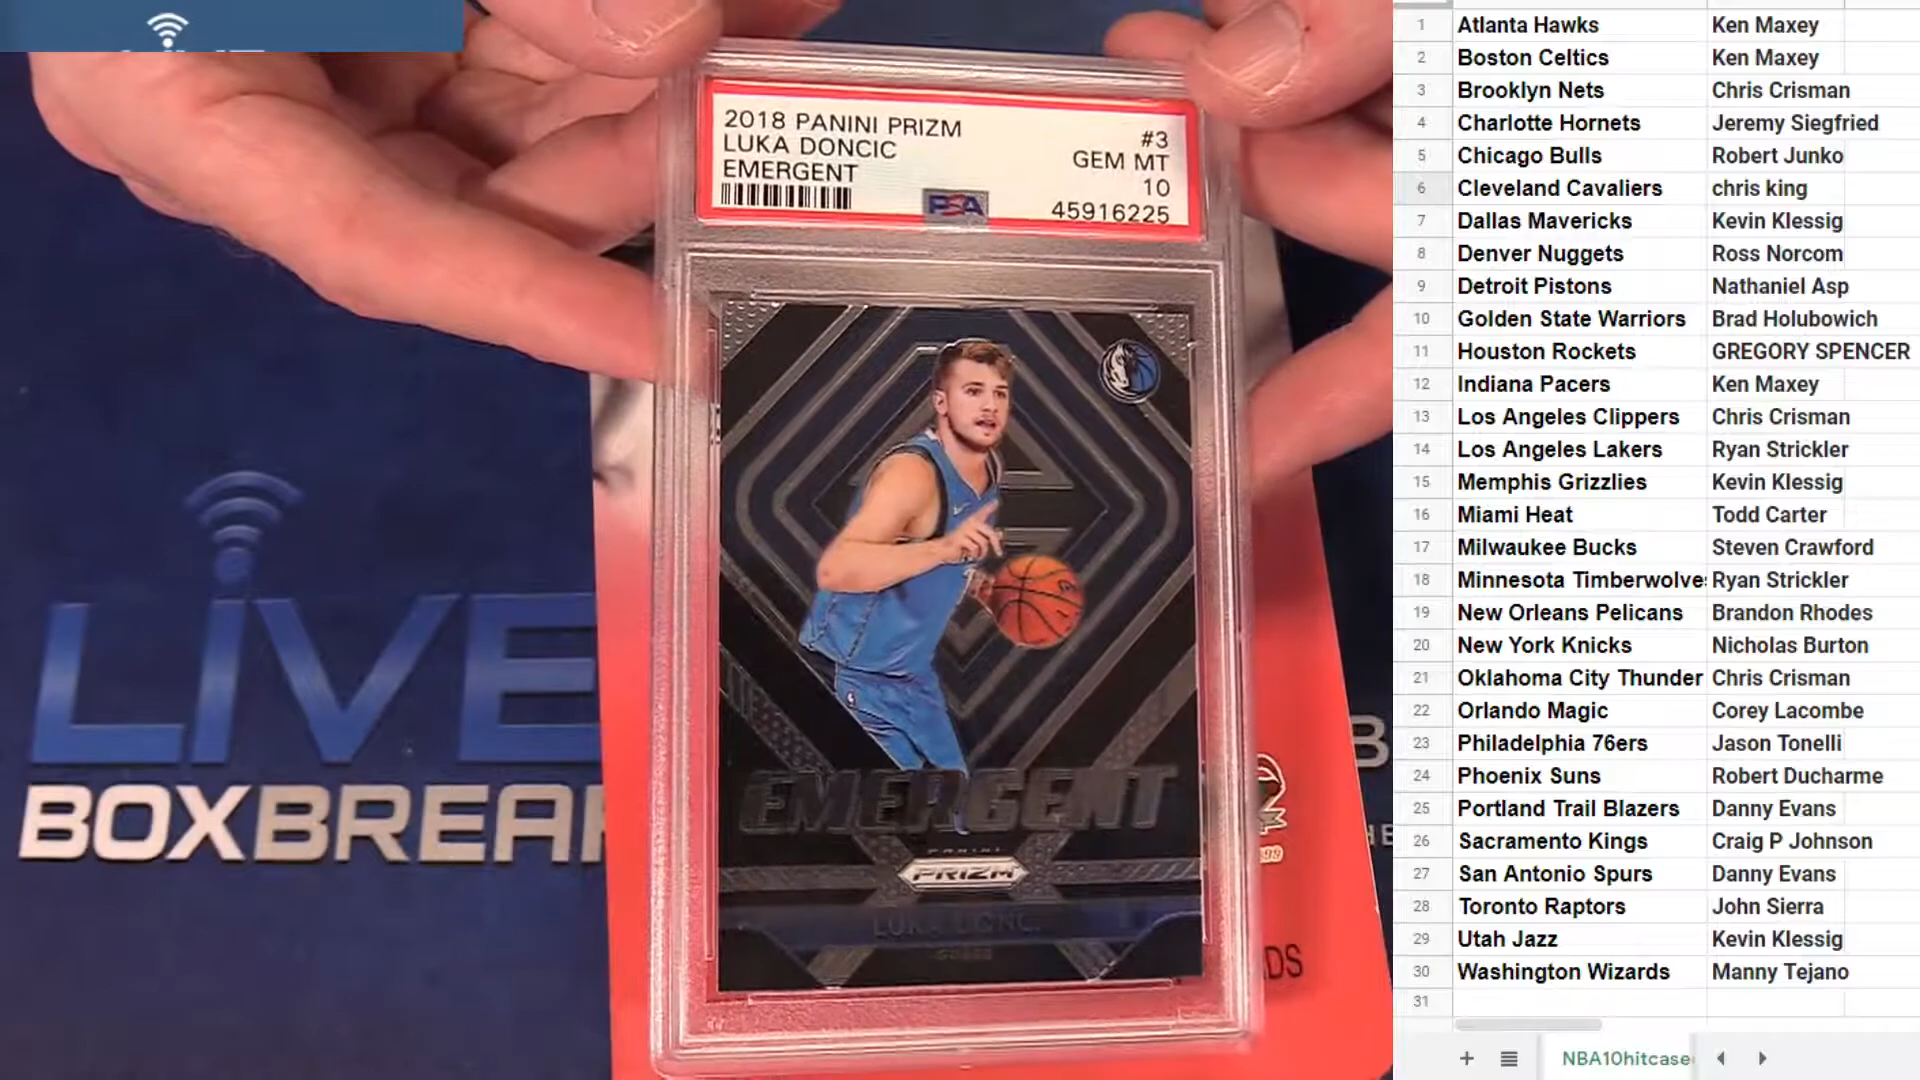 2018 PANINI PRIZM
LUKA DONCIC
EMERGENT
#3
GEM MT
10
45916225
PSA
EMERGENT
PANINI
PRIZM
LIVE
BOXBREA
DS
B
1 Atlanta Hawks Ken Maxey
2 Boston Celtics Ken Maxey
3 Brooklyn Nets Chris Crisman
4 Charlotte Hornets Jeremy Siegfried
5 Chicago Bulls Robert Junko
6 Cleveland Cavaliers chris king
7 Dallas Mavericks Kevin Klessig
8 Denver Nuggets Ross Norcom
9 Detroit Pistons Nathaniel Asp
10 Golden State Warriors Brad Holubowich
11 Houston Rockets GREGORY SPENCER
12 Indiana Pacers Ken Maxey
13 Los Angeles Clippers Chris Crisman
14 Los Angeles Lakers Ryan Strickler
15 Memphis Grizzlies Kevin Klessig
16 Miami Heat Todd Carter
17 Milwaukee Bucks Steven Crawford
18 Minnesota Timberwolve Ryan Strickler
19 New Orleans Pelicans Brandon Rhodes
20 New York Knicks Nicholas Burton
21 Oklahoma City Thunder Chris Crisman
22 Orlando Magic Corey Lacombe
23 Philadelphia 76ers Jason Tonelli
24 Phoenix Suns Robert Ducharme
25 Portland Trail Blazers Danny Evans
26 Sacramento Kings Craig P Johnson
27 San Antonio Spurs Danny Evans
28 Toronto Raptors John Sierra
29 Utah Jazz Kevin Klessig
30 Washington Wizards Manny Tejano
31
NBA10hitcase